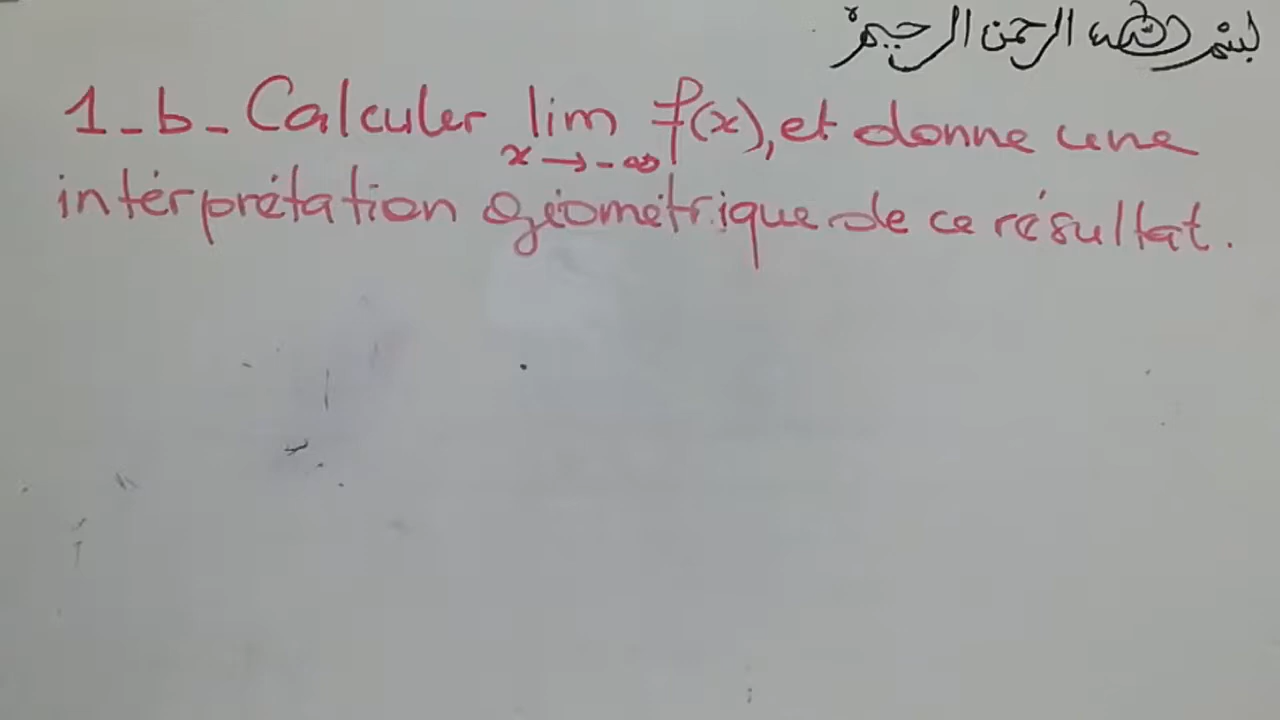 بسم الله الرحمن الرحيم
1-b-Calculer lim f(x), et donne une
x→-∞
intérprétation géométrique de ce résultat.